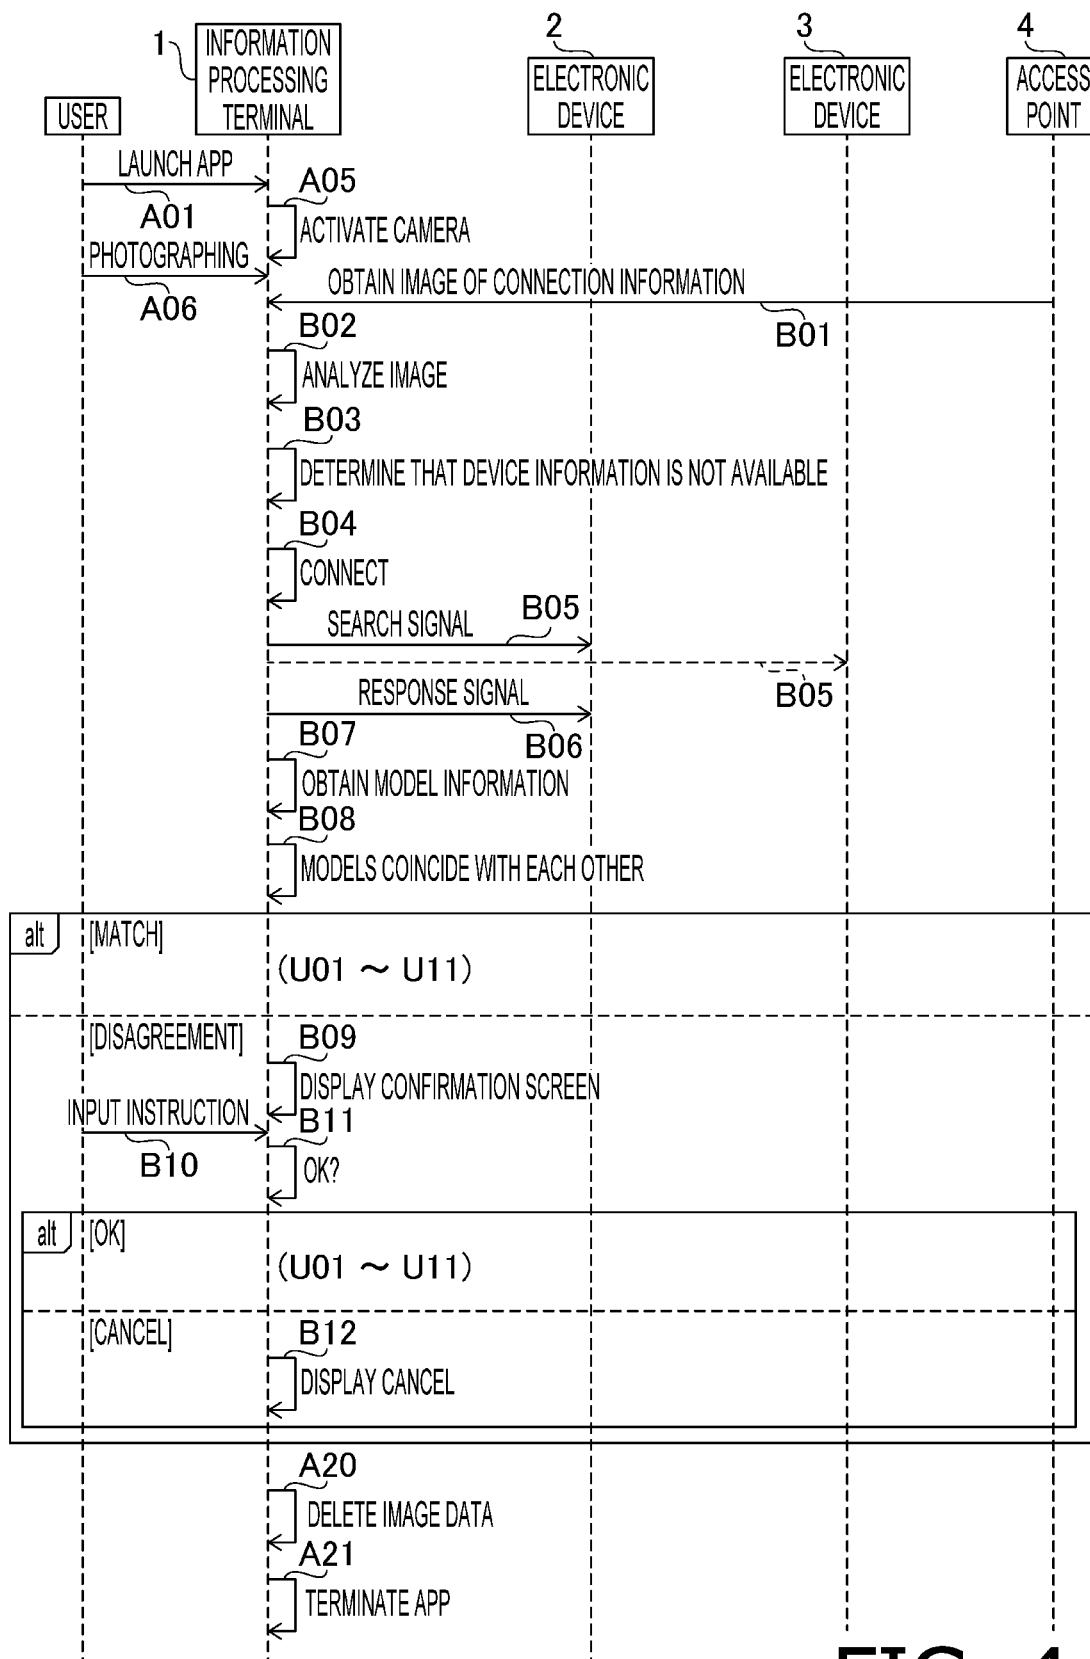 1
INFORMATION
PROCESSING
TERMINAL
2
ELECTRONIC
DEVICE
3
ELECTRONIC
DEVICE
4
ACCESS
POINT
USER
LAUNCH APP
A01
A05
ACTIVATE CAMERA
PHOTOGRAPHING
A06
OBTAIN IMAGE OF CONNECTION INFORMATION
B01
B02
ANALYZE IMAGE
B03
DETERMINE THAT DEVICE INFORMATION IS NOT AVAILABLE
B04
CONNECT
SEARCH SIGNAL
B05
B05
RESPONSE SIGNAL
B06
B07
OBTAIN MODEL INFORMATION
B08
MODELS COINCIDE WITH EACH OTHER
alt
[MATCH]
(U01 ～ U11)
[DISAGREEMENT]
B09
DISPLAY CONFIRMATION SCREEN
INPUT INSTRUCTION
B10
B11
OK?
alt
[OK]
(U01 ～ U11)
[CANCEL]
B12
DISPLAY CANCEL
A20
DELETE IMAGE DATA
A21
TERMINATE APP
FIG. 4